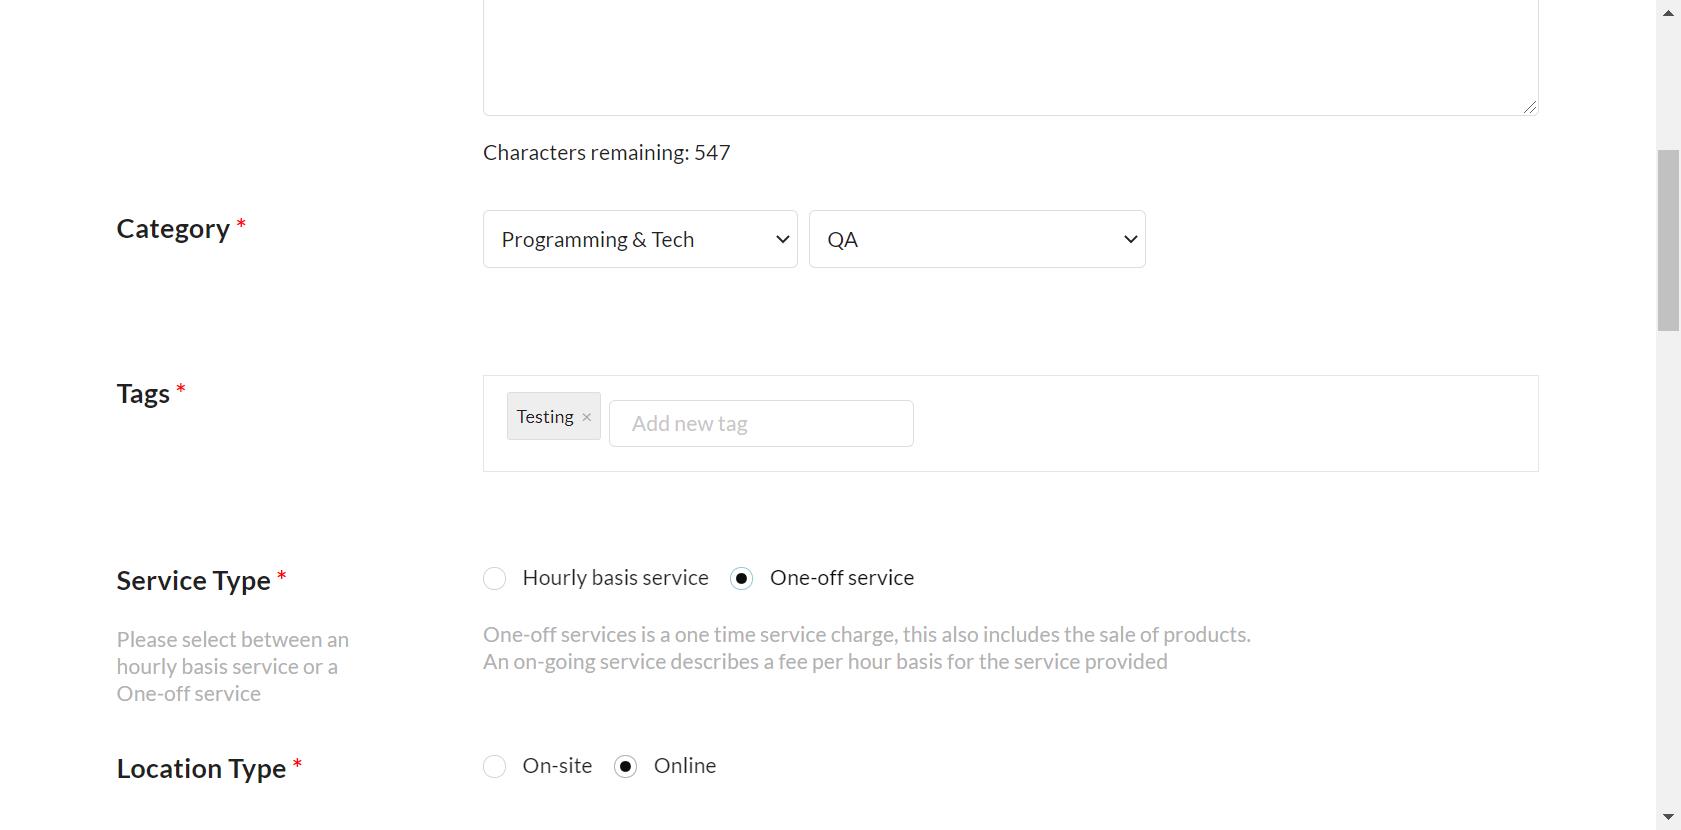 Characters remaining: 547
Category *
Programming & Tech
QA
Tags *
Testing ×
Add new tag
Service Type *
Hourly basis service
One-off service
Please select between an
hourly basis service or a
One-off service
One-off services is a one time service charge, this also includes the sale of products.
An on-going service describes a fee per hour basis for the service provided
Location Type *
On-site
Online